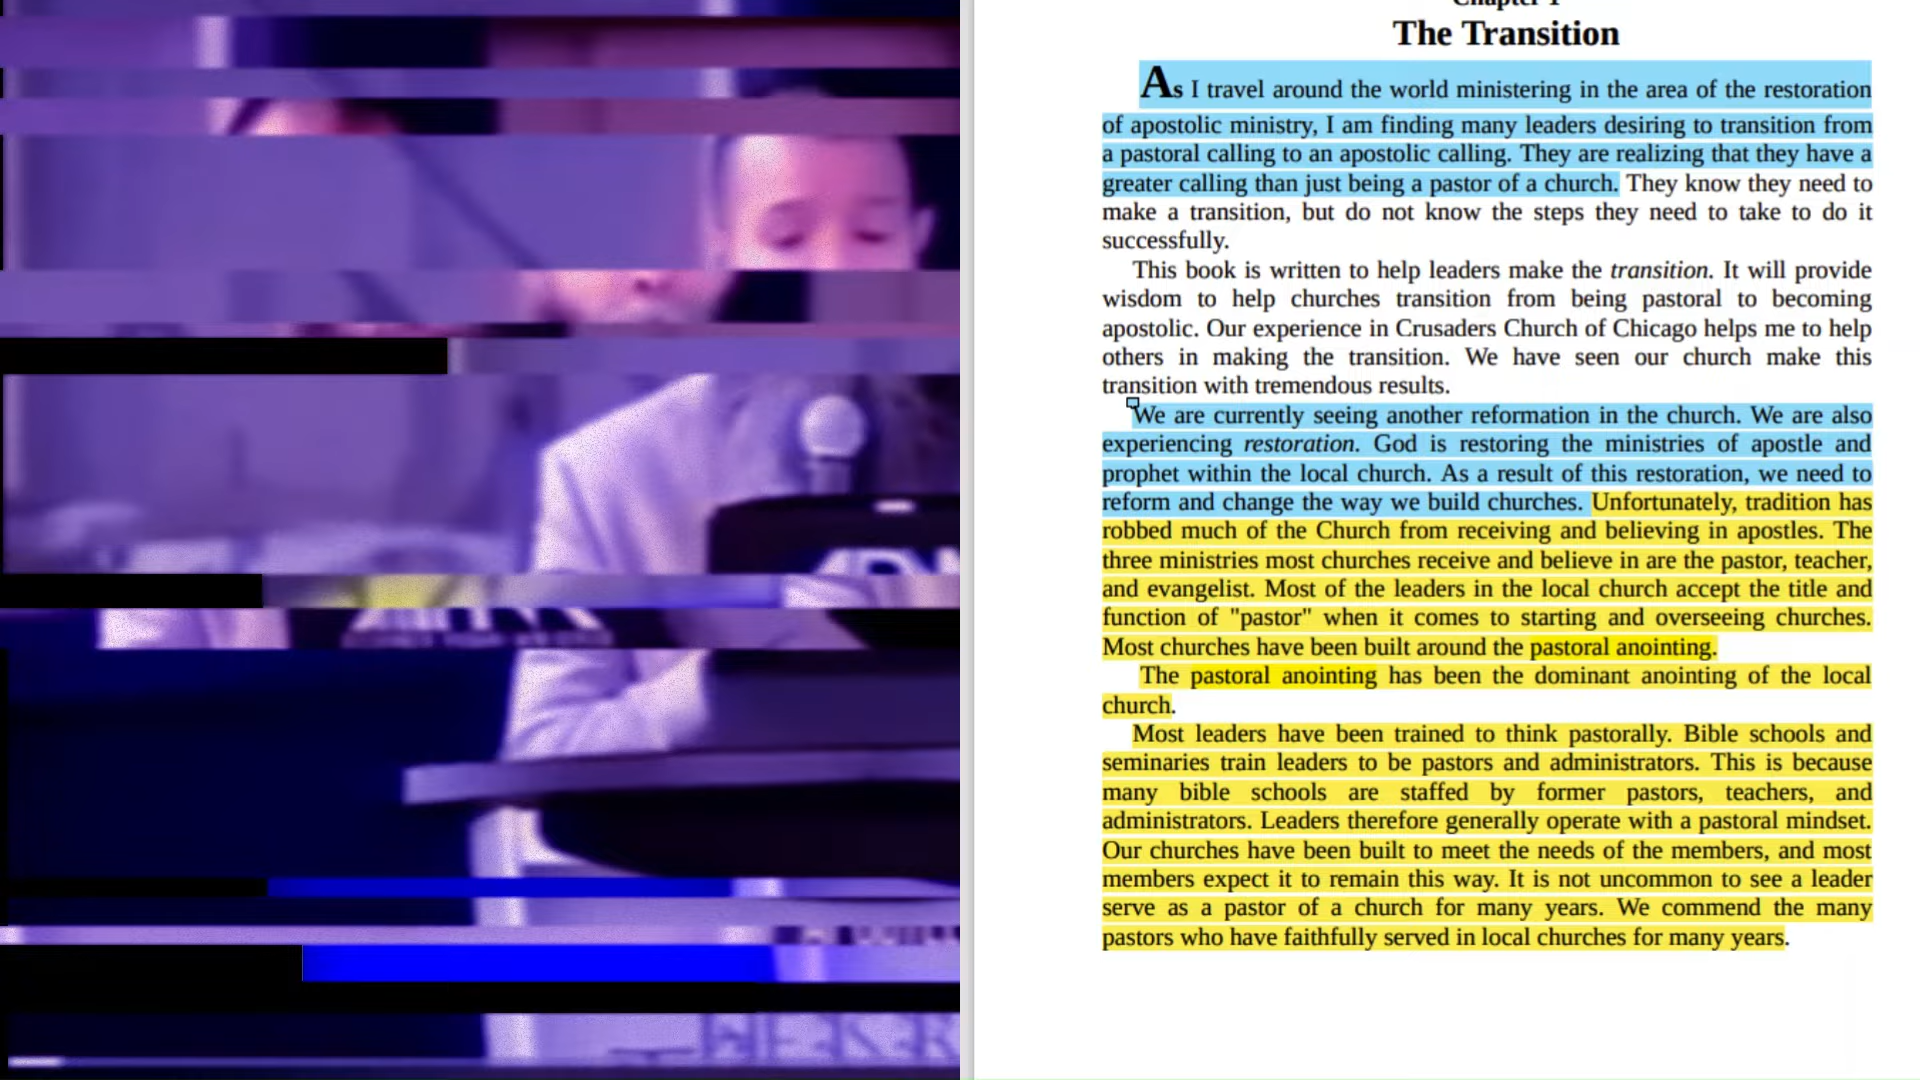 Chapter 1
The Transition
As I travel around the world ministering in the area of the restoration
of apostolic ministry, I am finding many leaders desiring to transition from
a pastoral calling to an apostolic calling. They are realizing that they have a
greater calling than just being a pastor of a church. They know they need to
make a transition, but do not know the steps they need to take to do it
successfully.
This book is written to help leaders make the transition. It will provide
wisdom to help churches transition from being pastoral to becoming
apostolic. Our experience in Crusaders Church of Chicago helps me to help
others in making the transition. We have seen our church make this
transition with tremendous results.
We are currently seeing another reformation in the church. We are also
experiencing restoration. God is restoring the ministries of apostle and
prophet within the local church. As a result of this restoration, we need to
reform and change the way we build churches. Unfortunately, tradition has
robbed much of the Church from receiving and believing in apostles. The
three ministries most churches receive and believe in are the pastor, teacher,
and evangelist. Most of the leaders in the local church accept the title and
function of "pastor" when it comes to starting and overseeing churches.
Most churches have been built around the pastoral anointing.
The pastoral anointing has been the dominant anointing of the local
church.
Most leaders have been trained to think pastorally. Bible schools and
seminaries train leaders to be pastors and administrators. This is because
many bible schools are staffed by former pastors, teachers, and
administrators. Leaders therefore generally operate with a pastoral mindset.
Our churches have been built to meet the needs of the members, and most
members expect it to remain this way. It is not uncommon to see a leader
serve as a pastor of a church for many years. We commend the many
pastors who have faithfully served in local churches for many years.